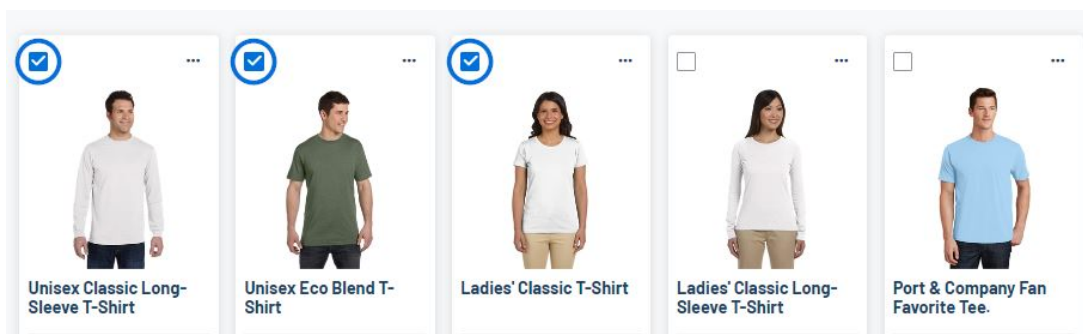 Unisex Classic Long-
Sleeve T-Shirt
Unisex Eco Blend T-
Shirt
Ladies' Classic T-Shirt
Ladies' Classic Long-
Sleeve T-Shirt
Port & Company Fan
Favorite Tee.